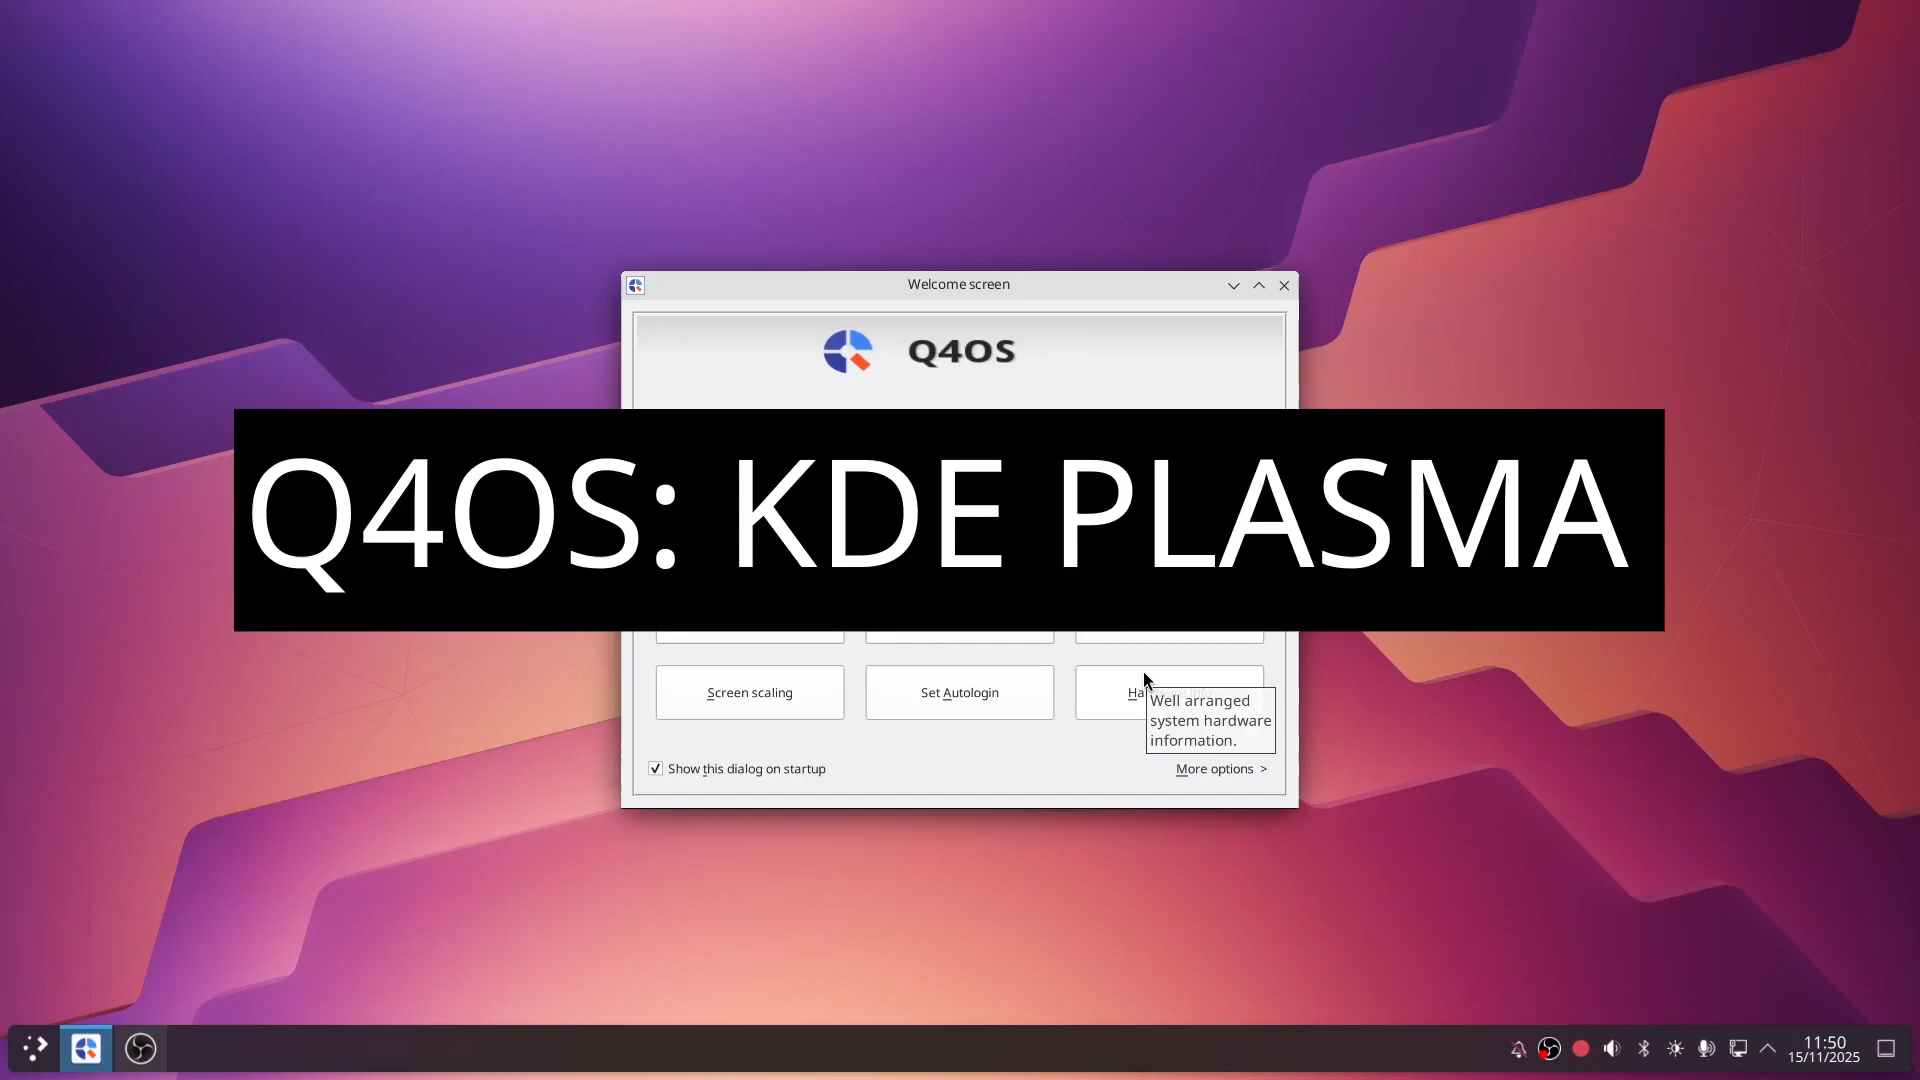 Welcome screen
Q4OS
Q4OS: KDE PLASMA
Screen scaling
Set Autologin
Well arranged
system hardware
information.
Show this dialog on startup
More options >
11:50
15/11/2025